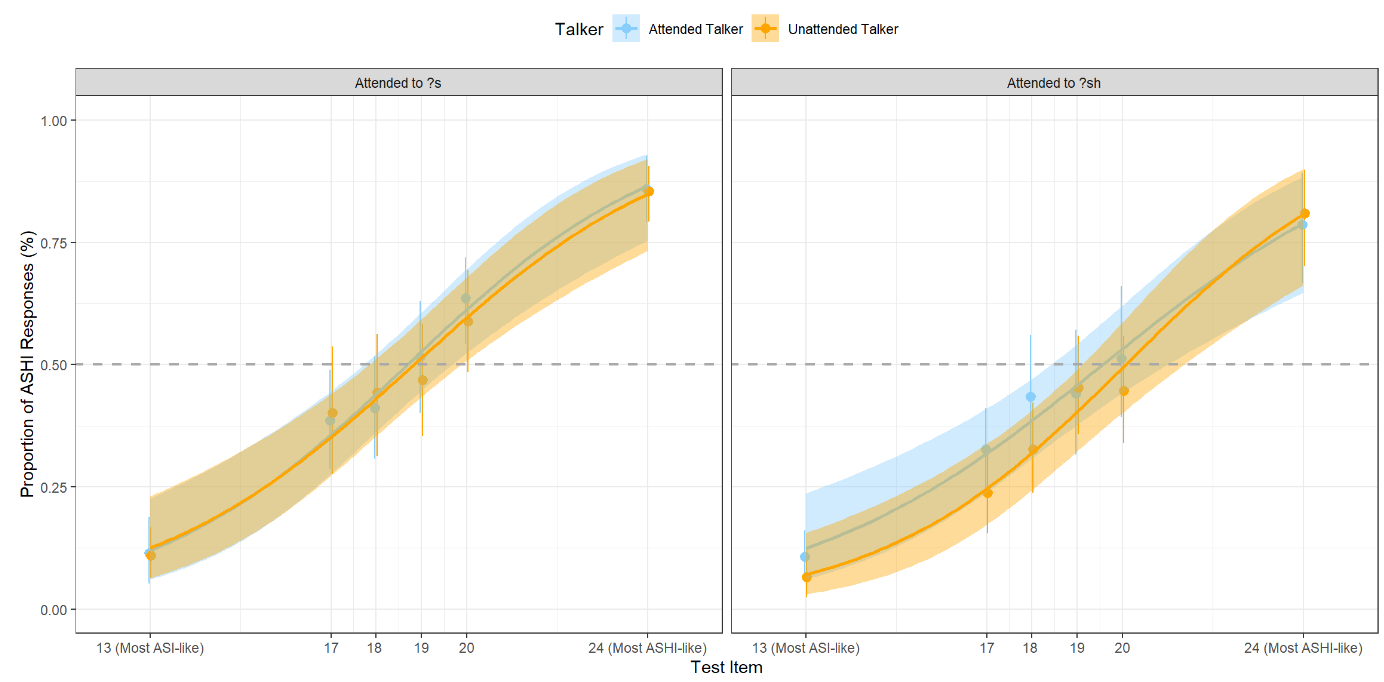 Talker Attended Talker Unattended Talker
Attended to ?s Attended to ?sh
1.00
0.75
0.50
0.25
0.00
Proportion of ASHI Responses (%)
13 (Most ASI-like) 17 18 19 20 24 (Most ASHI-like) 13 (Most ASI-like) 17 18 19 20 24 (Most ASHI-like)
Test Item